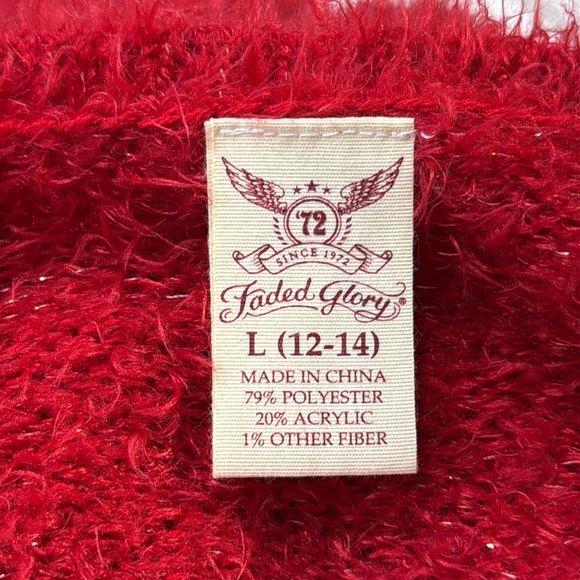 '72
SINCE 1972
Faded Glory®
L (12-14)
MADE IN CHINA
79% POLYESTER
20% ACRYLIC
1% OTHER FIBER